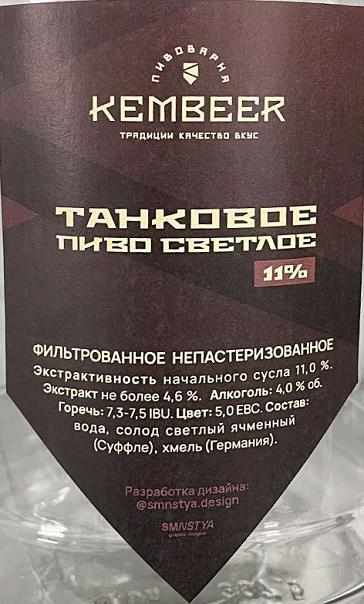 ПИВОВАРНЯ
KEMBEER
ТРАДИЦИИ КАЧЕСТВО ВКУС
ТАНКОВОЕ
ПИВО СВЕТЛОЕ
11%
ФИЛЬТРОВАННОЕ НЕПАСТЕРИЗОВАННОЕ
Экстрактивность начального сусла 11,0 %.
Экстракт не более 4,6 %. Алкоголь: 4,0 % об.
Горечь: 7,3-7,5 IBU. Цвет: 5,0 EBC. Состав:
вода, солод светлый ячменный
(Суффле), хмель (Германия).
Разработка дизайна:
@smnstya.design
SMNSTYA
graphic designer